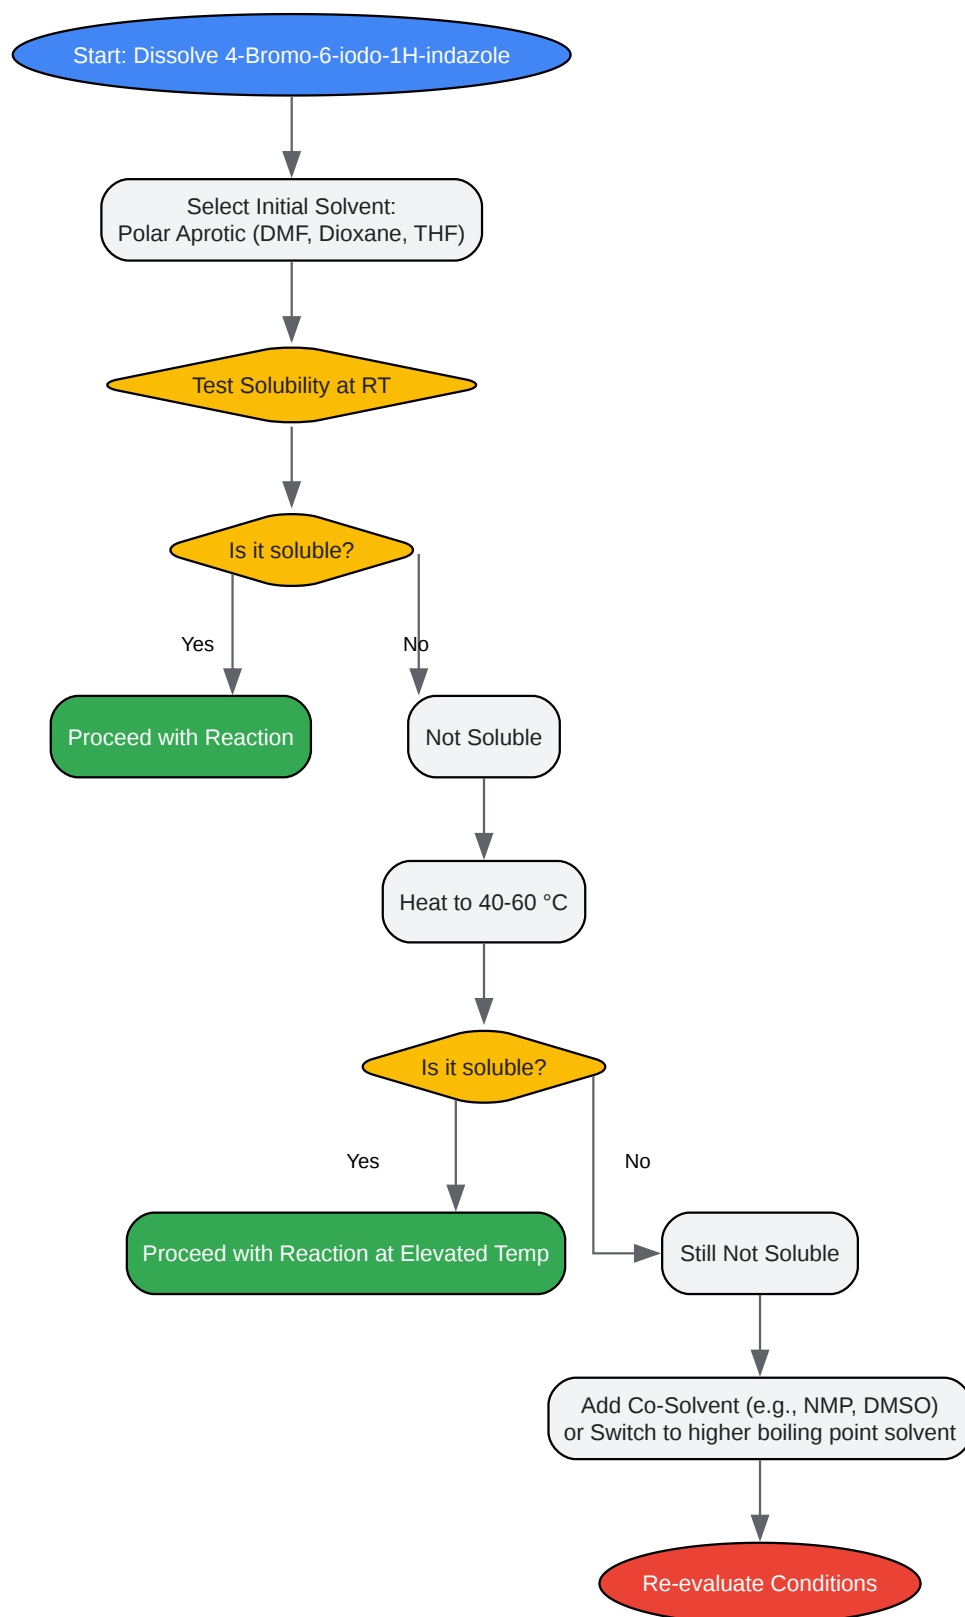 Start: Dissolve 4-Bromo-6-iodo-1H-indazole
Select Initial Solvent:
Polar Aprotic (DMF, Dioxane, THF)
Test Solubility at RT
Is it soluble?
Yes
No
Proceed with Reaction
Not Soluble
Heat to 40-60 °C
Is it soluble?
Yes
No
Proceed with Reaction at Elevated Temp
Still Not Soluble
Add Co-Solvent (e.g., NMP, DMSO)
or Switch to higher boiling point solvent
Re-evaluate Conditions